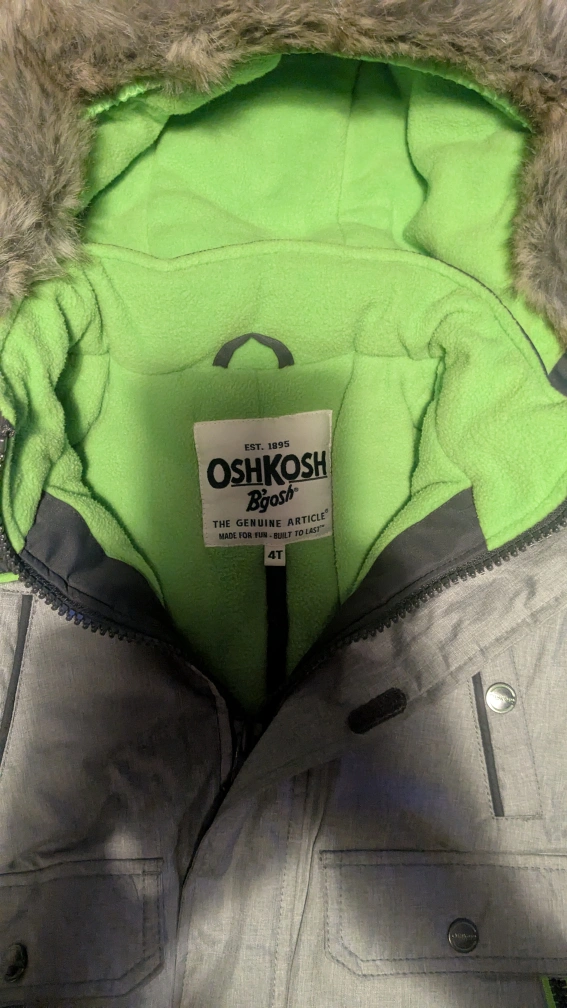 EST. 1895
OSHKOSH
B'gosh®
THE GENUINE ARTICLE®
MADE FOR FUN - BUILT TO LAST™
4T